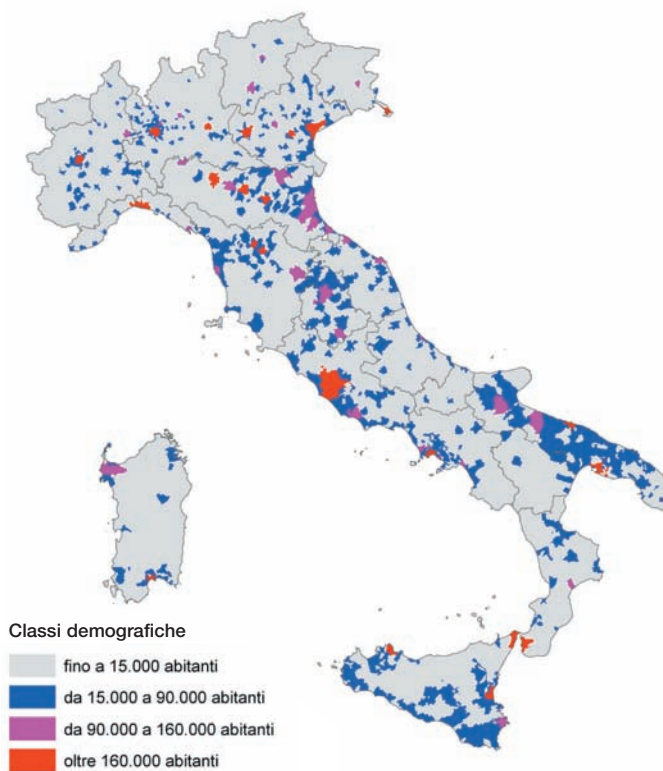 Classi demografiche
fino a 15.000 abitanti
da 15.000 a 90.000 abitanti
da 90.000 a 160.000 abitanti
oltre 160.000 abitanti